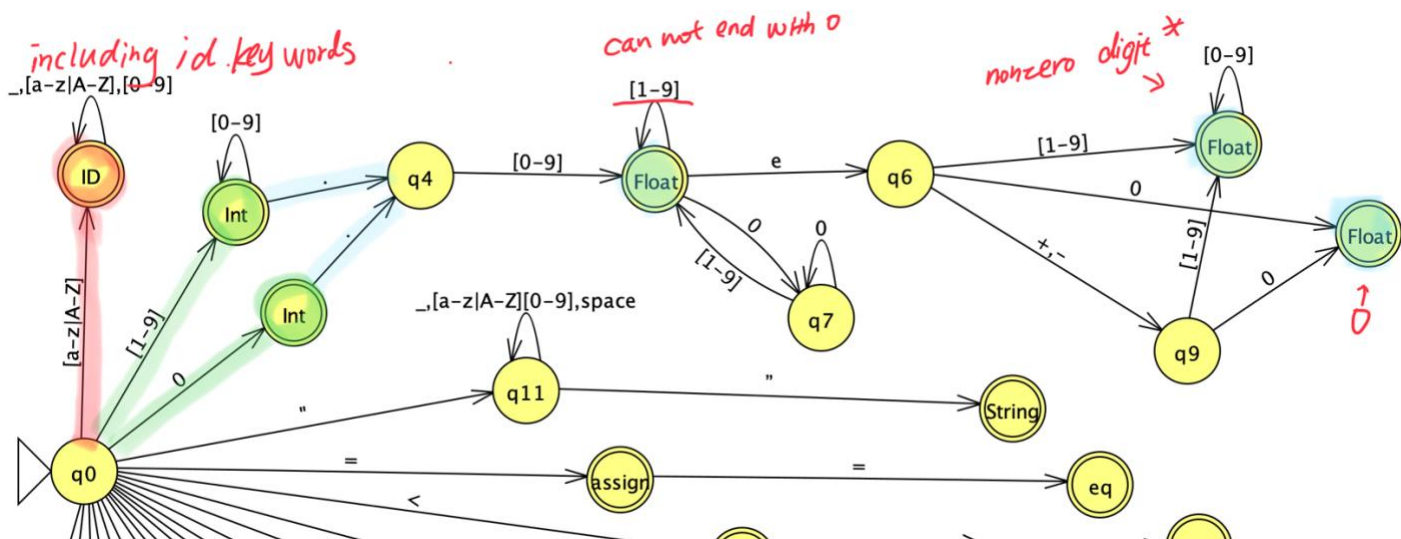 including id.key words
can not end with 0
nonzero digit *
_,[a-z|A-Z],[0-9]
[0-9]
[1-9]
[0-9]
ID
Int
.
q4
[0-9]
Float
e
q6
[1-9]
Float
0
Float
0
[a-z|A-Z]
[1-9]
0
Int
.
0
[1-9]
0
q7
+,-
[1-9]
0
q9
_,[a-z|A-Z][0-9],space
"
q11
"
String
q0
=
assign
=
eq
<